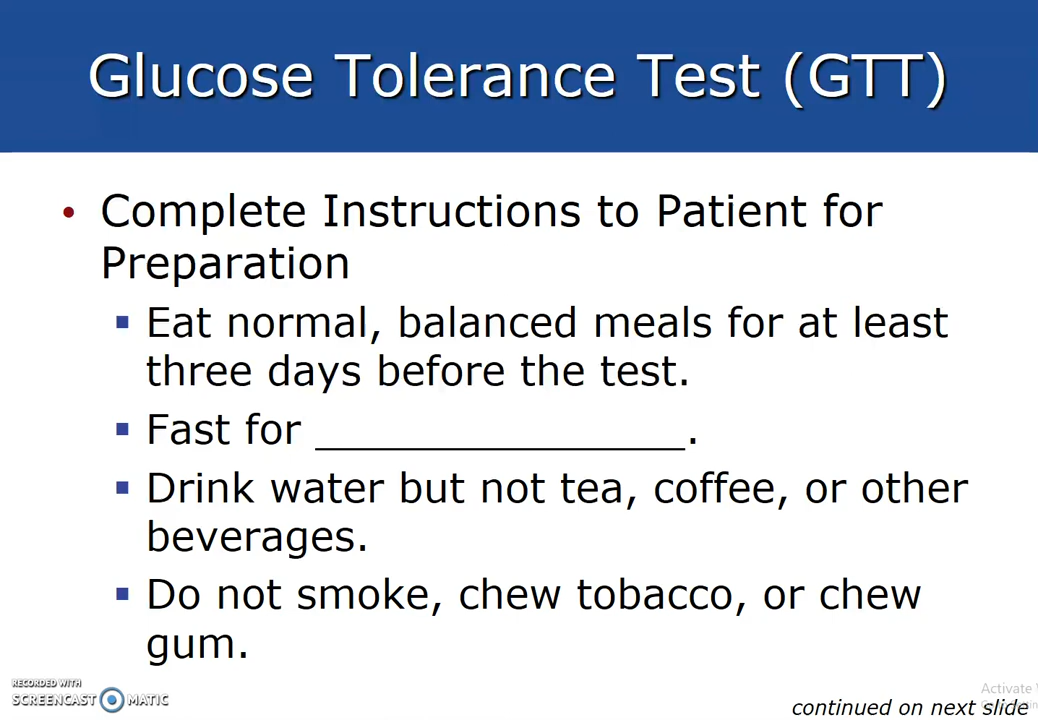 Glucose Tolerance Test (GTT)
• Complete Instructions to Patient for
Preparation
▪ Eat normal, balanced meals for at least
three days before the test.
▪ Fast for ________________.
▪ Drink water but not tea, coffee, or other
beverages.
▪ Do not smoke, chew tobacco, or chew
gum.
RECORDED WITH
SCREENCAST MATIC
Activate
continued on next slide